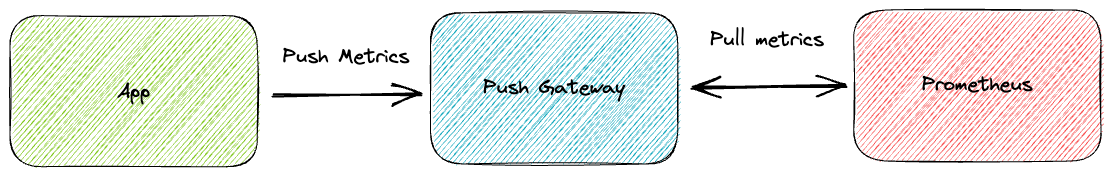 App
Push Metrics
Push Gateway
Pull metrics
Prometheus